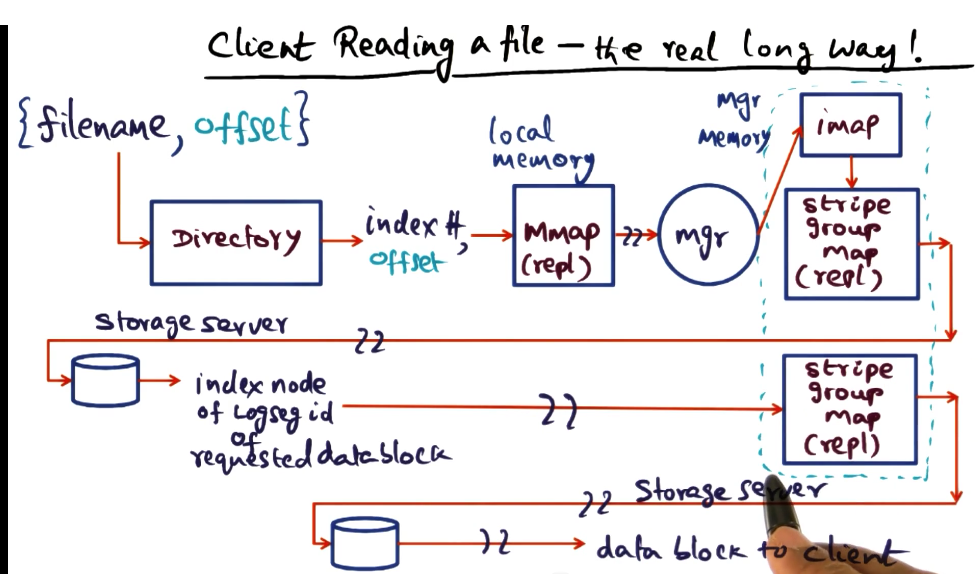 Client Reading a file — the real long way!
{filename, offset}
local
memory
mgr
memory
imap
Directory
index #,
offset
Mmap
(repl)
mgr
stripe
group
map
(repl)
storage server
index node
of logseg id
of
requested data block
stripe
group
map
(repl)
Storage server
data block to client